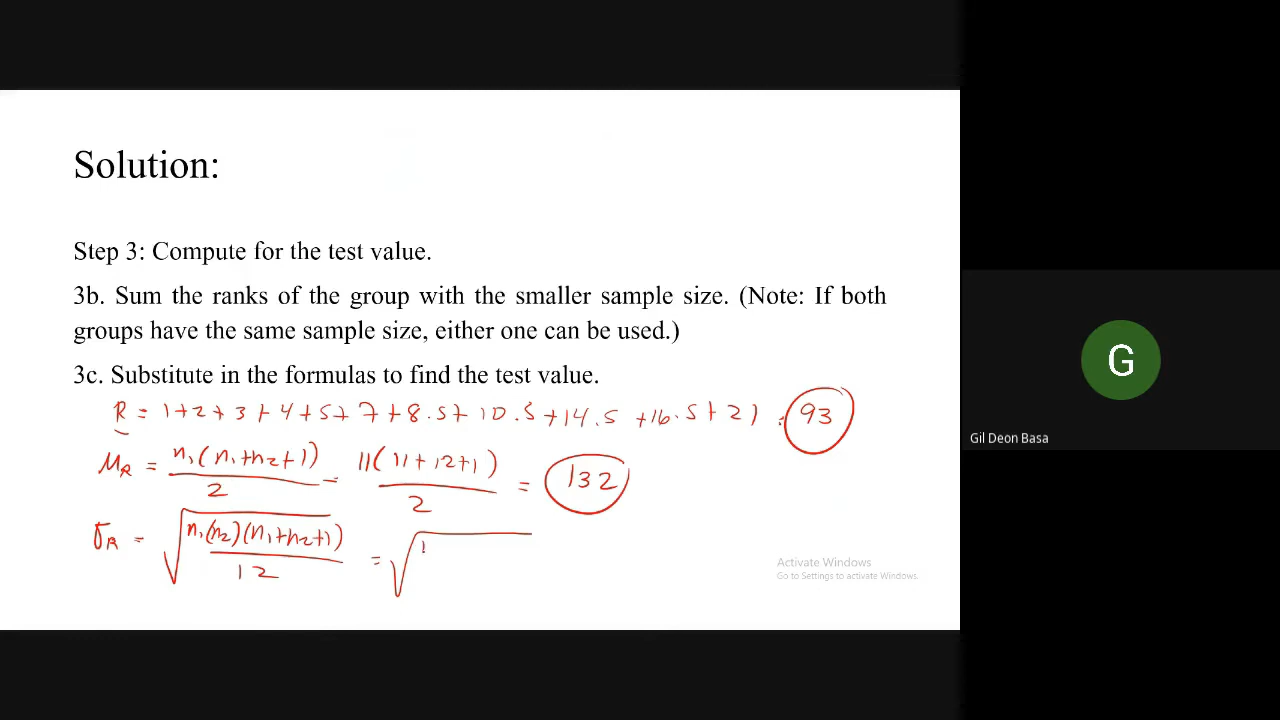 Solution:
Step 3: Compute for the test value.
3b. Sum the ranks of the group with the smaller sample size. (Note: If both
groups have the same sample size, either one can be used.)
3c. Substitute in the formulas to find the test value.
R = 1+2+3+4+5+7+8.5+10.5+14.5+16.5+21 = 93
μR = n1(n1+n2+1)/2 = 11(11+12+1)/2 = 132
σR = √(n1(n2)(n1+n2+1)/12) = √1
Activate Windows
Go to Settings to activate Windows.
G
Gil Deon Basa